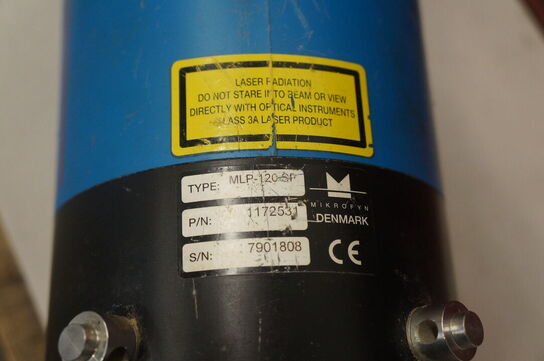 LASER RADIATION
DO NOT STARE INTO BEAM OR VIEW
DIRECTLY WITH OPTICAL INSTRUMENTS
CLASS 3A LASER PRODUCT
TYPE: MLP-120-SP
P/N: 1172531
S/N: 7901808
MIKROFYN
DENMARK
CE